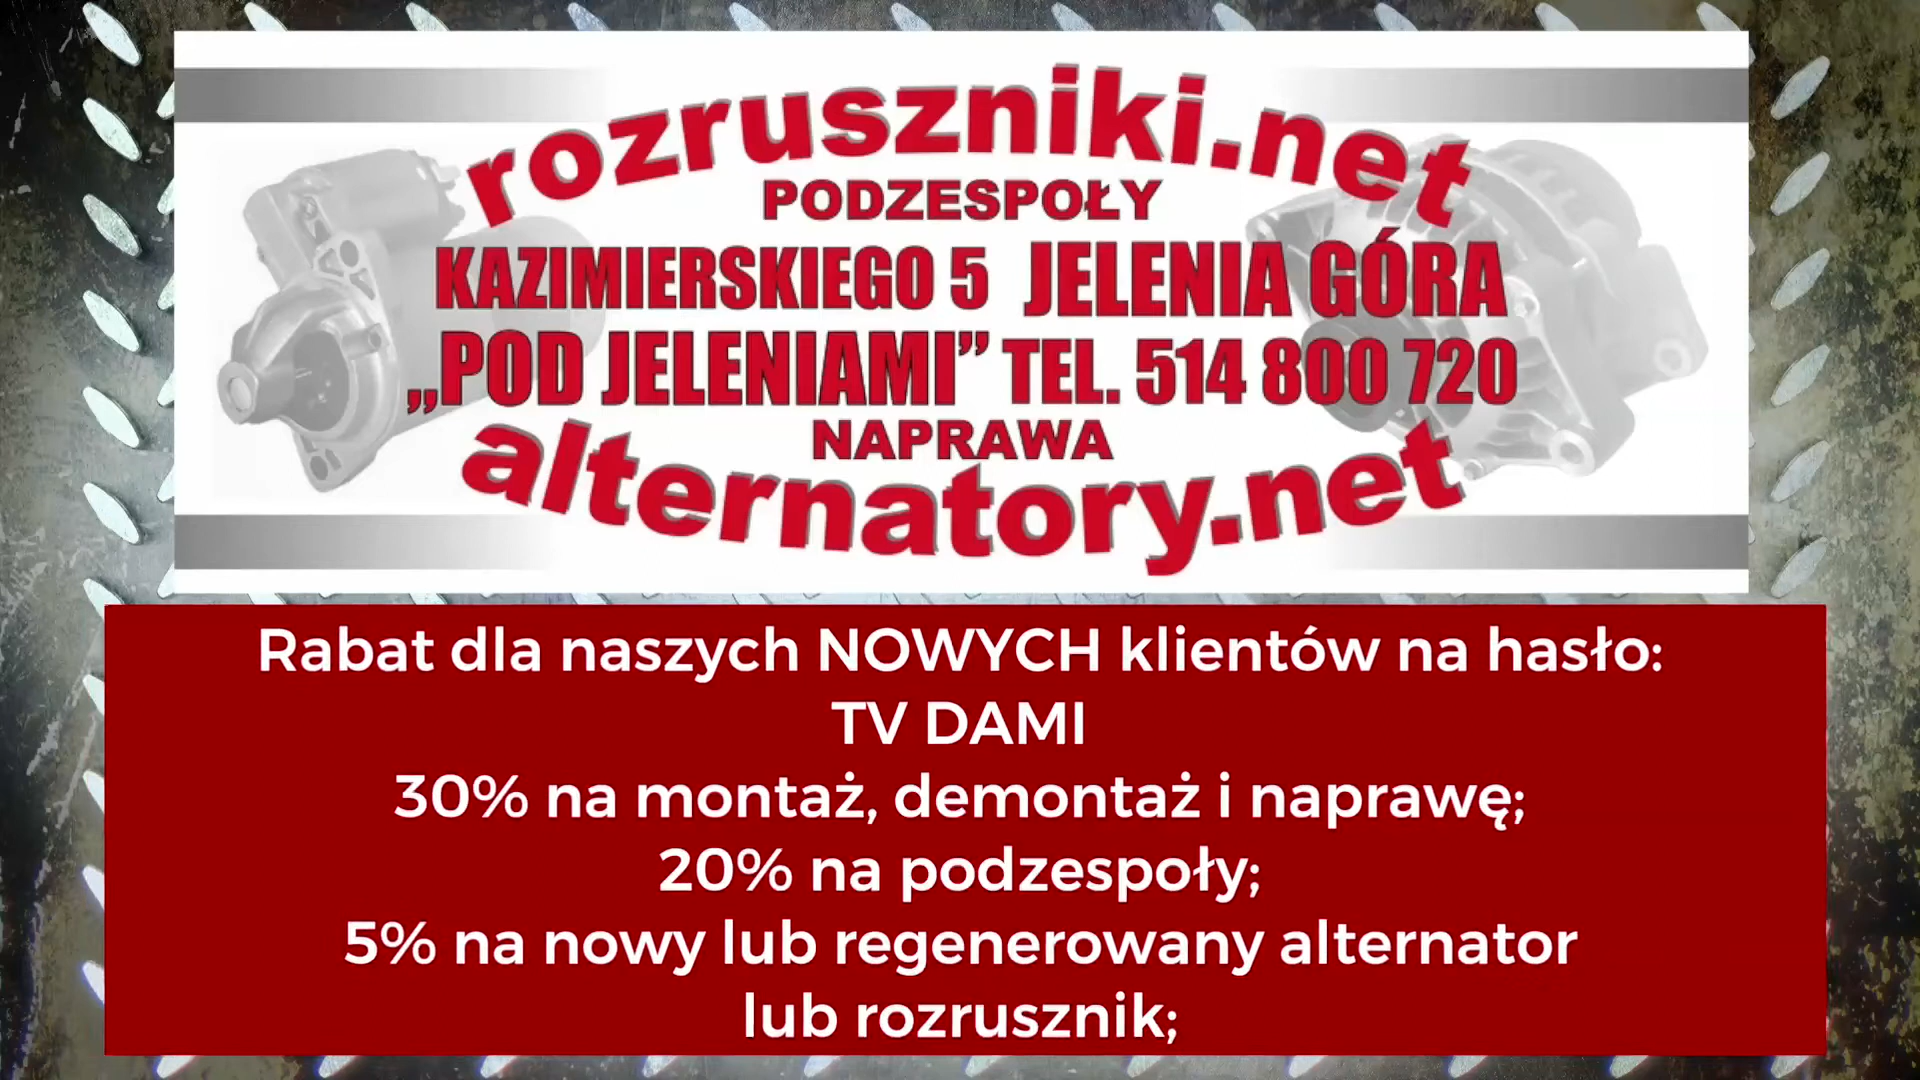 rozruszniki.net
PODZESPOŁY
KAZIMIERSKIEGO 5 JELENIA GÓRA
„POD JELENIAMI” TEL. 514 800 720
NAPRAWA
alternatory.net
Rabat dla naszych NOWYCH klientów na hasło:
TV DAMI
30% na montaż, demontaż i naprawę;
20% na podzespoły;
5% na nowy lub regenerowany alternator
lub rozrusznik;